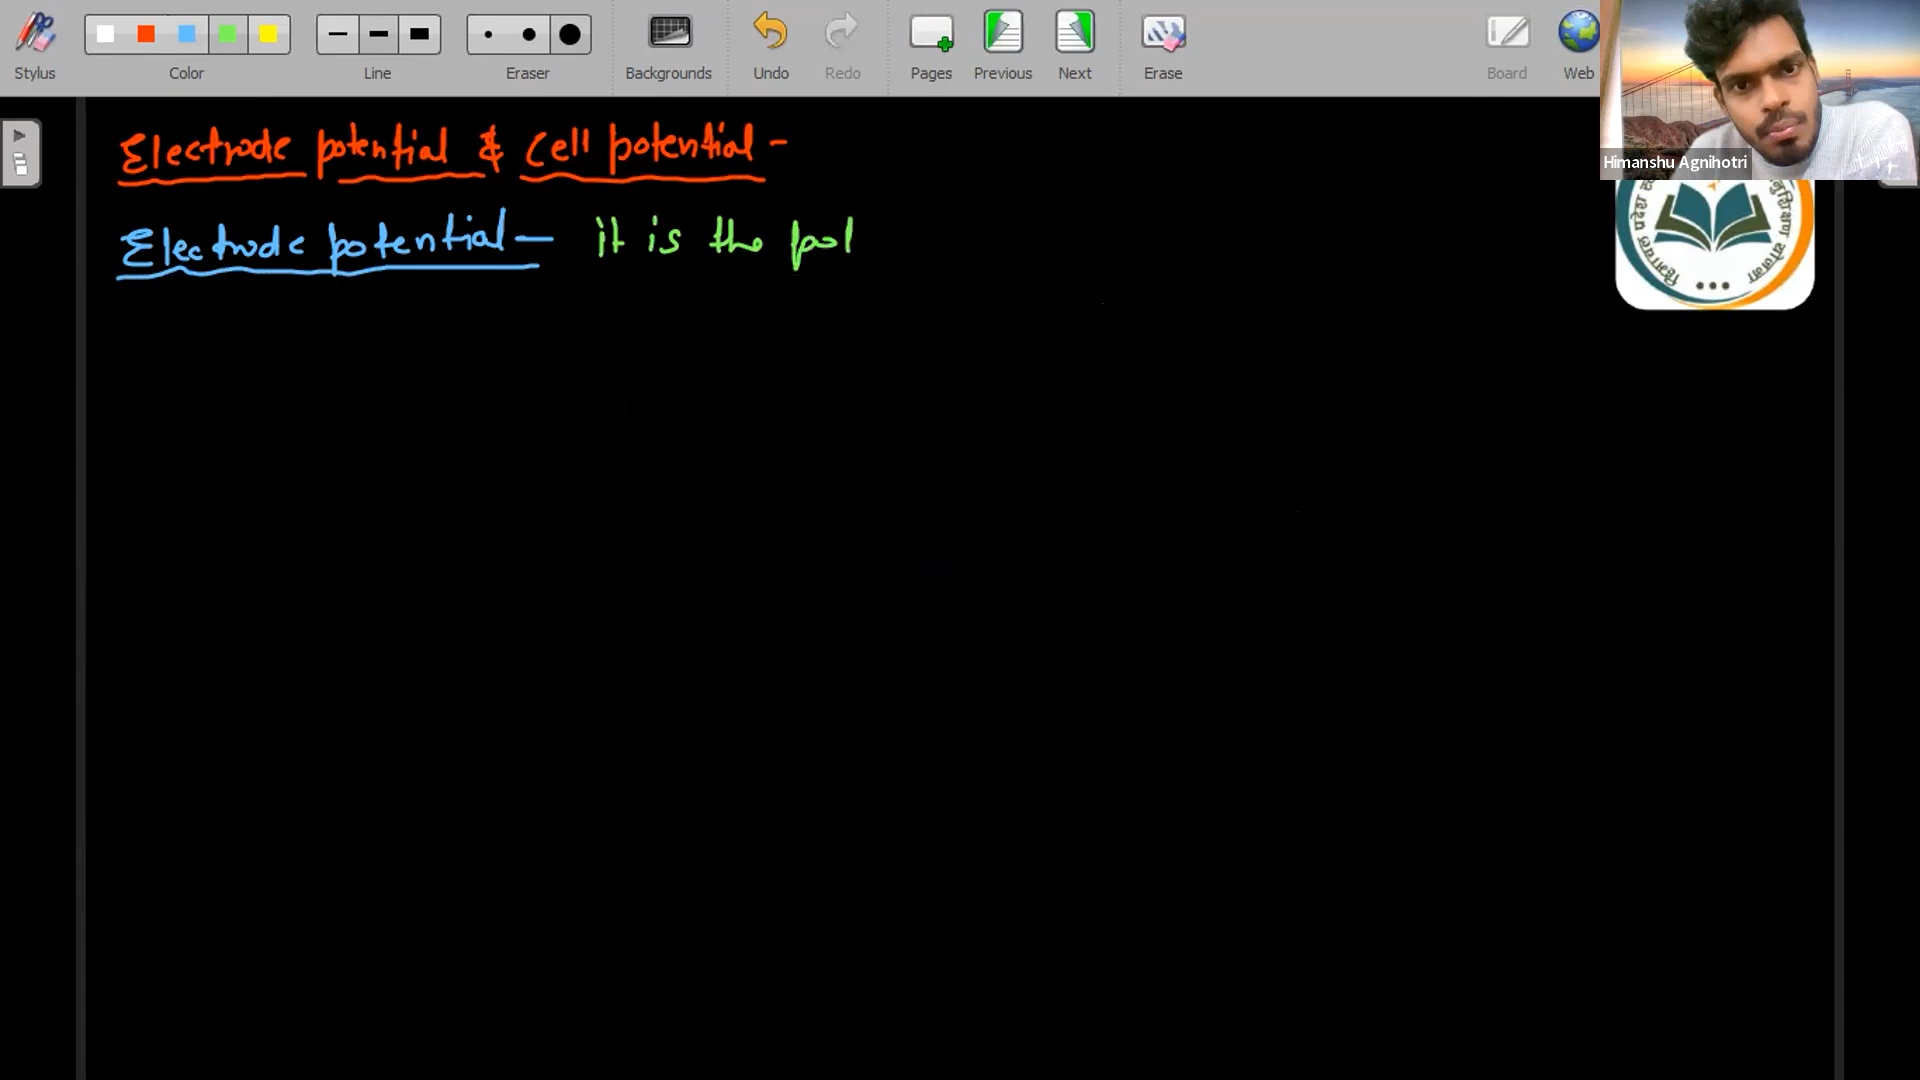 Stylus Color Line Eraser Backgrounds Undo Redo Pages Previous Next Erase Board Web
Himanshu Agnihotri
Electrode potential & Cell potential -
Electrode potential — it is the pot